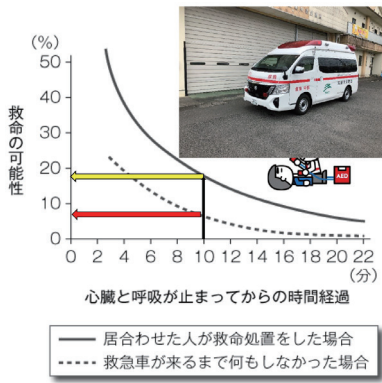 (%)
50
40
30
20
10
0
救命の可能性
0 2 4 6 8 10 12 14 16 18 20 22
(分)
心臓と呼吸が止まってからの時間経過
AED
居合わせた人が救命処置をした場合
救急車が来るまで何もしなかった場合